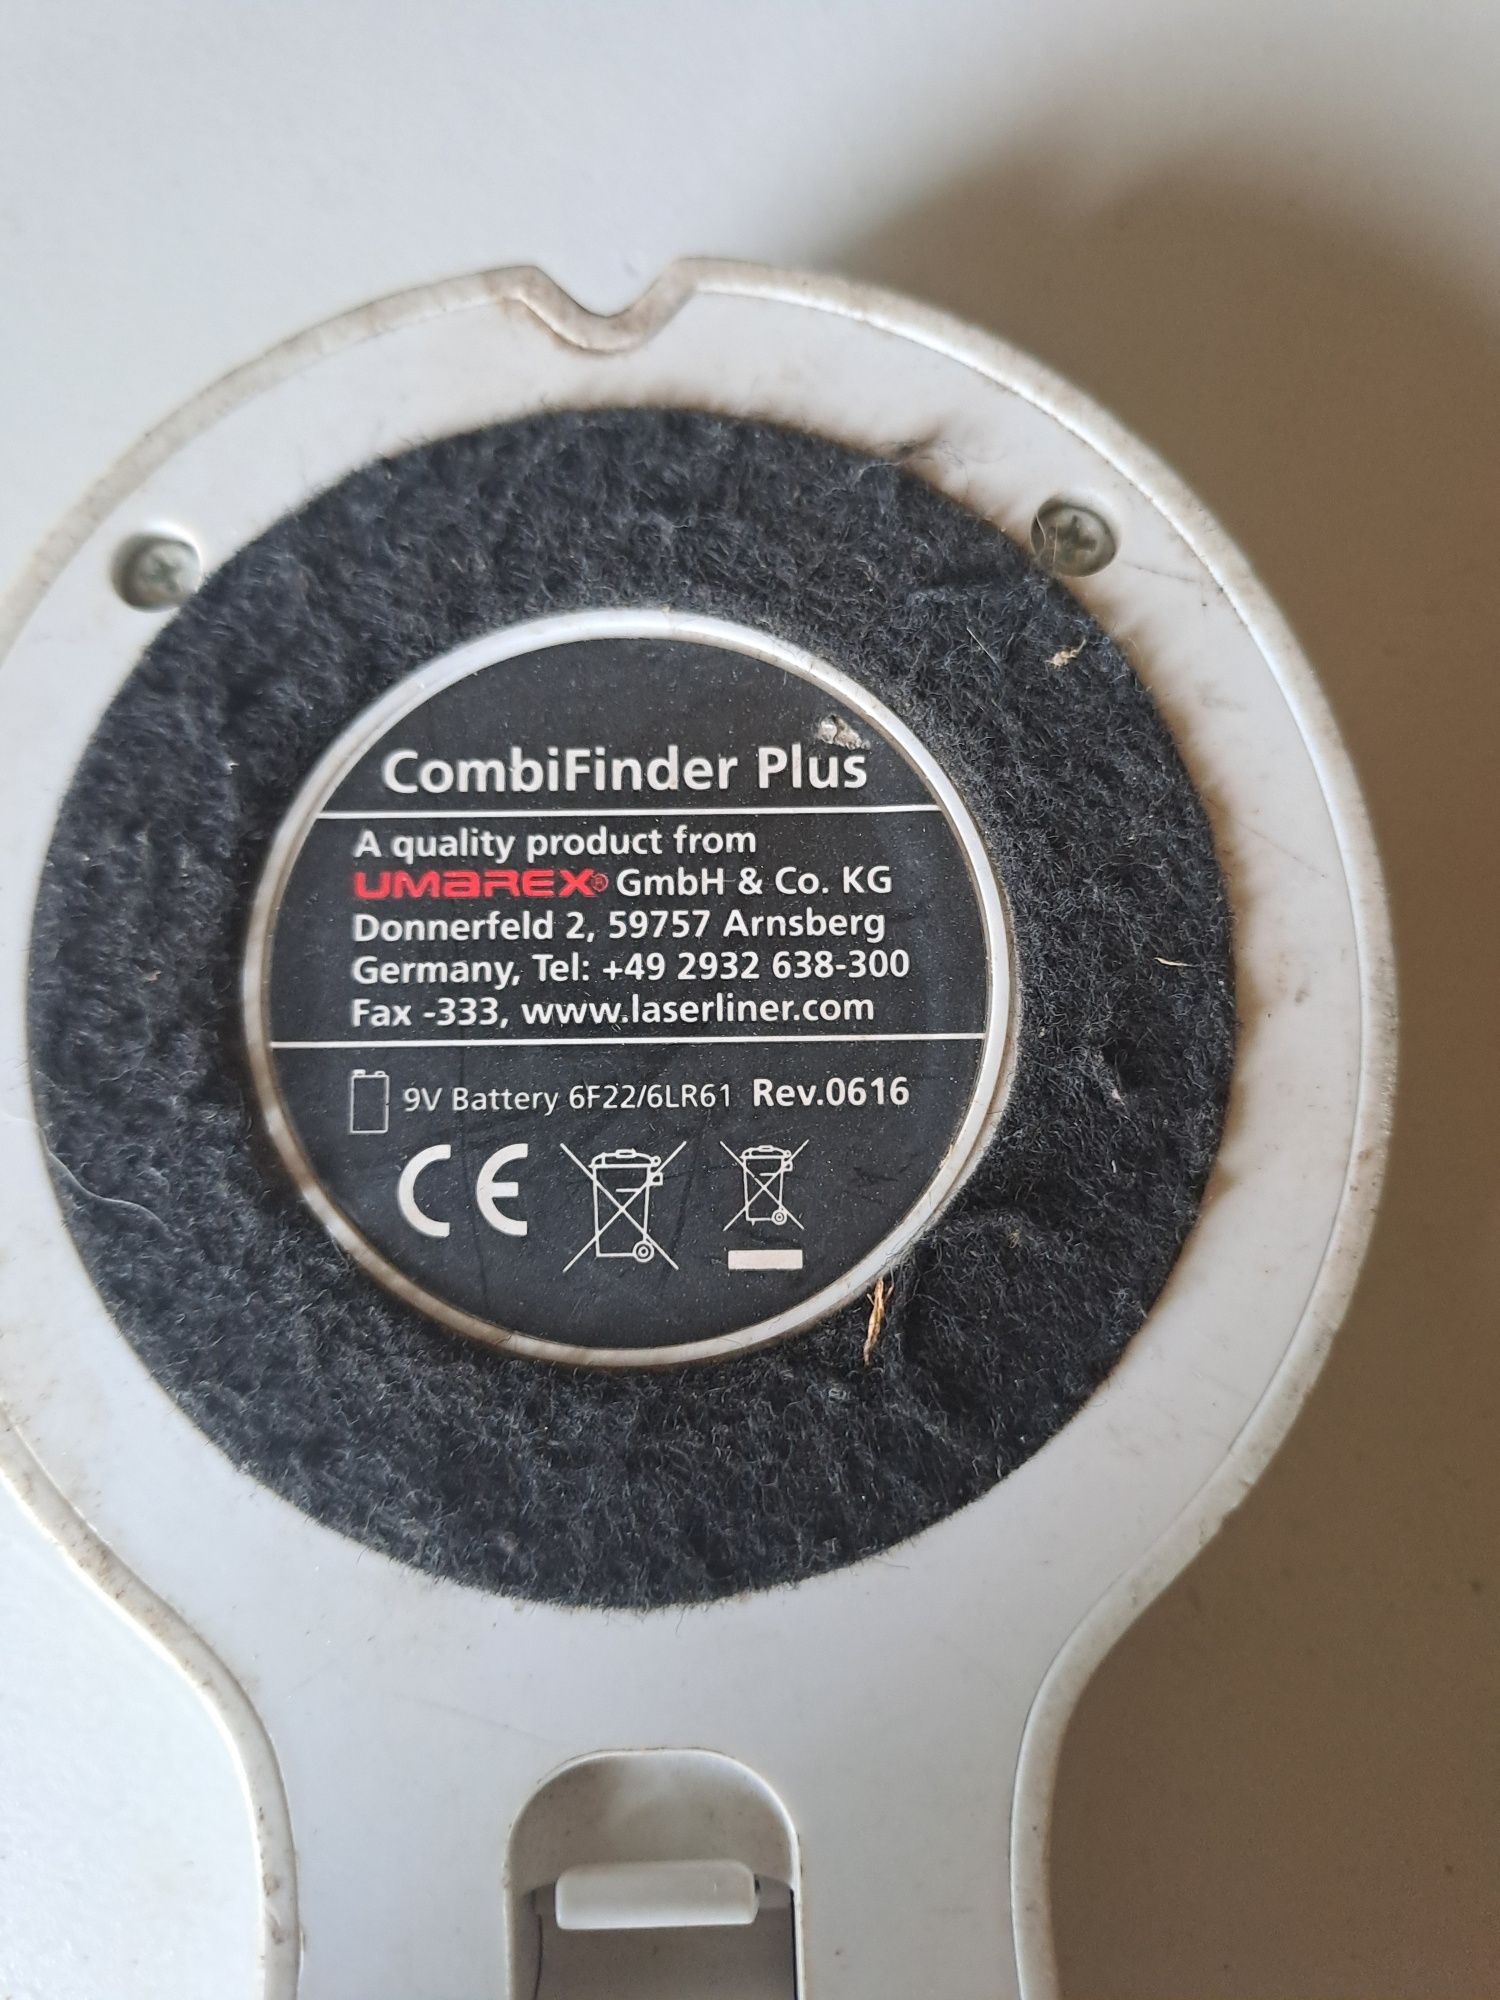 CombiFinder Plus
A quality product from
UMAREX® GmbH & Co. KG
Donnerfeld 2, 59757 Arnsberg
Germany, Tel: +49 2932 638-300
Fax -333, www.laserliner.com
9V Battery 6F22/6LR61 Rev.0616
CE